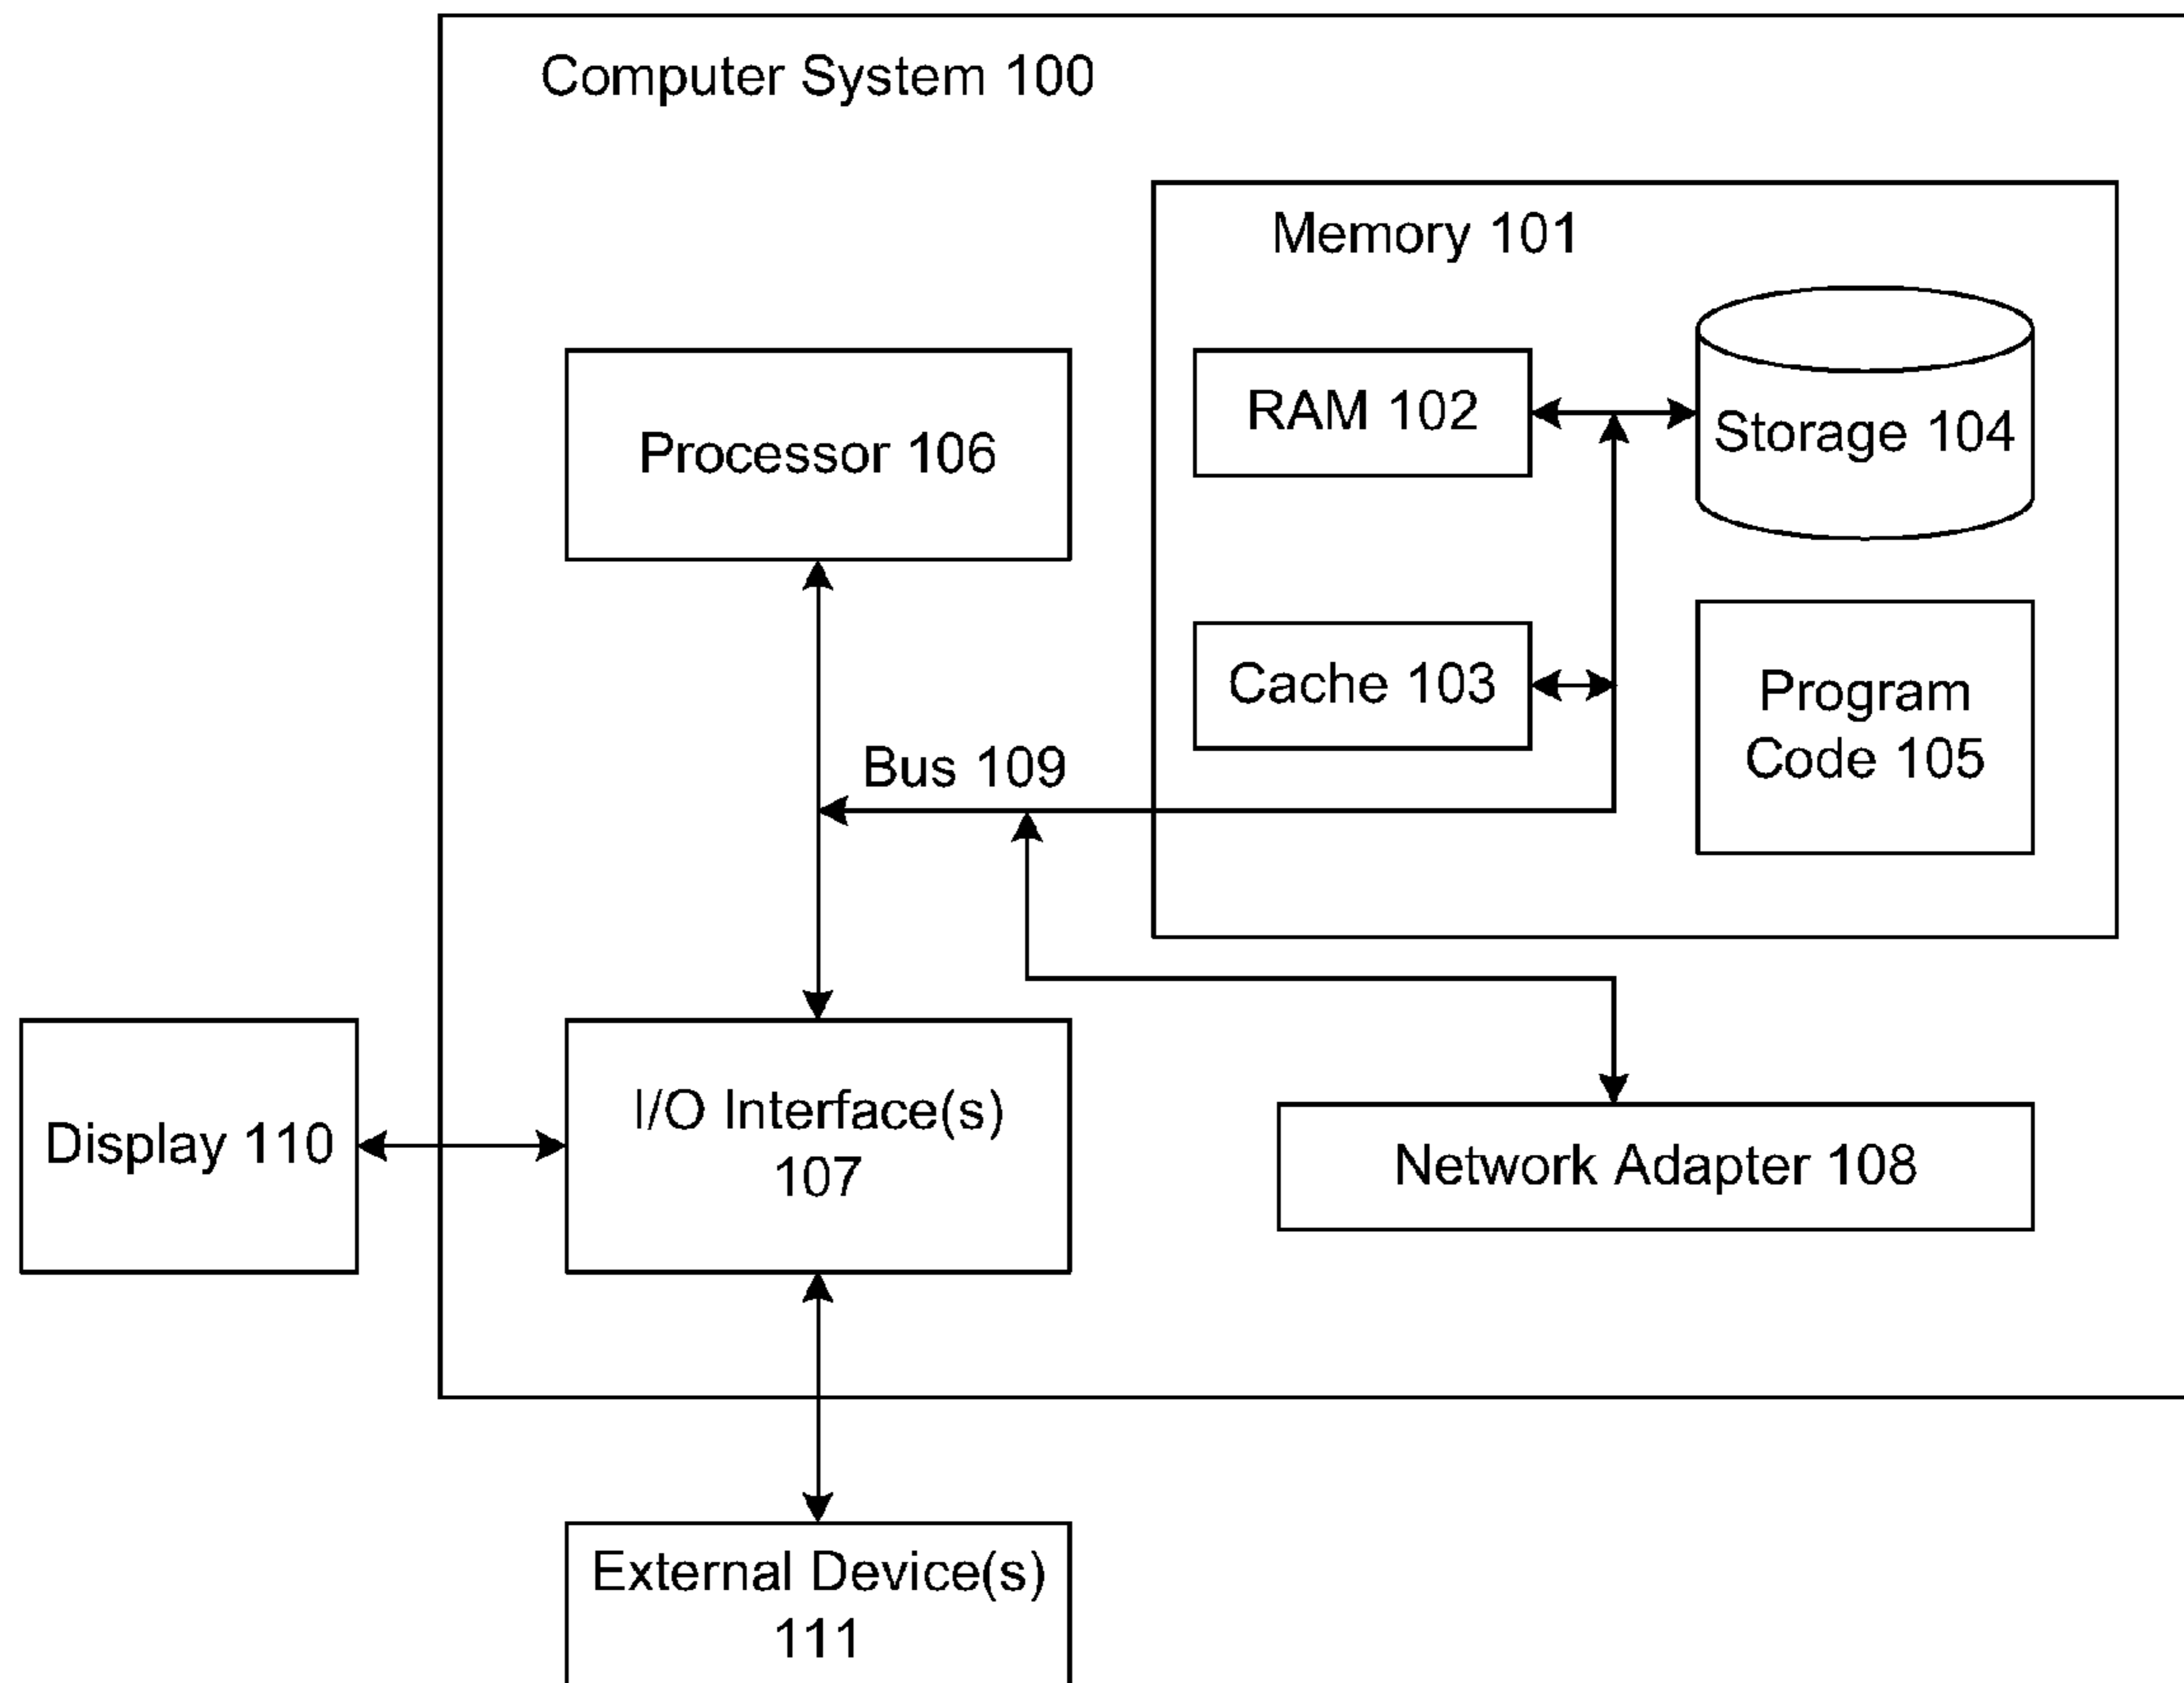 Computer System 100
Memory 101
RAM 102
Storage 104
Processor 106
Cache 103
Program
Code 105
Bus 109
I/O Interface(s)
107
Display 110
Network Adapter 108
External Device(s)
111